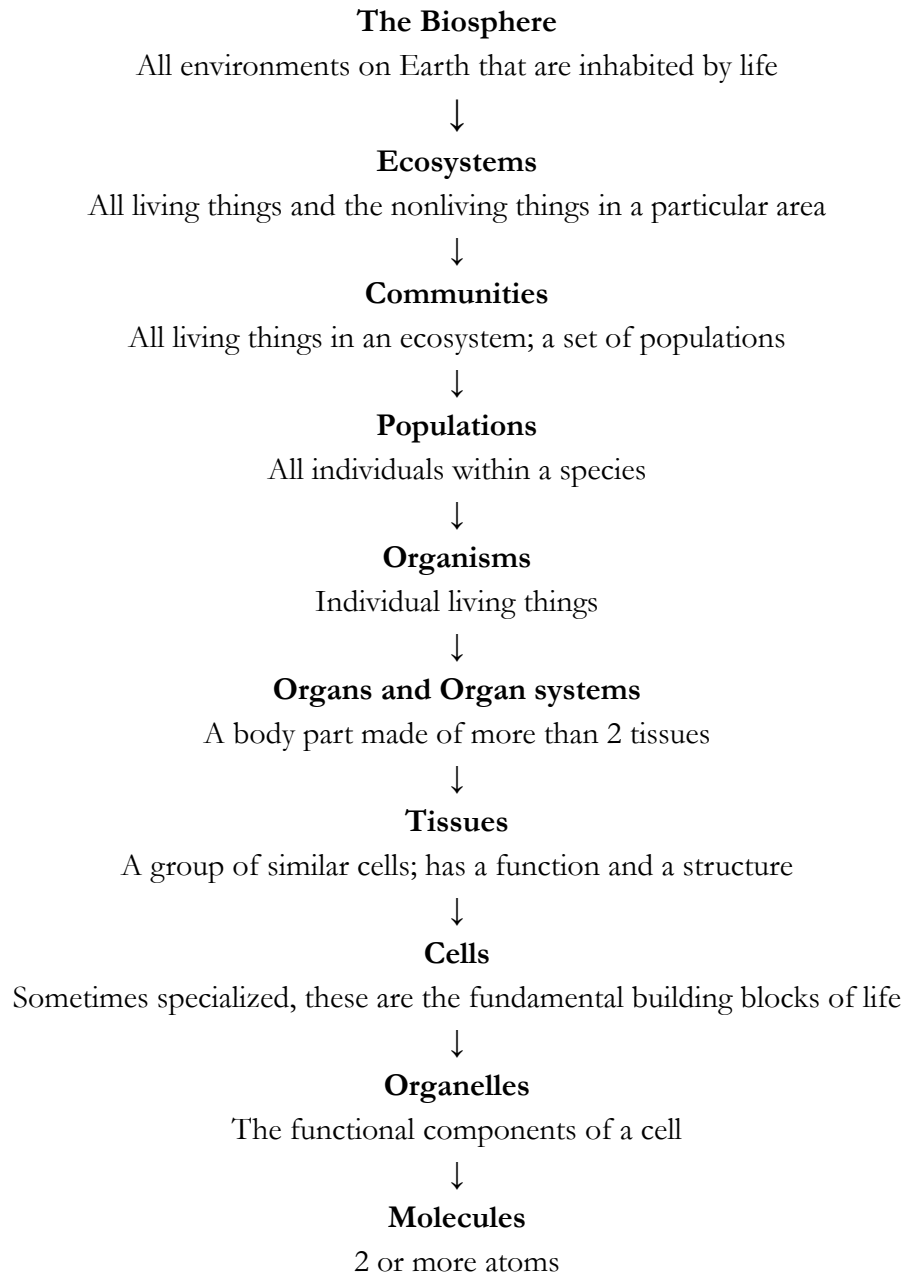 The Biosphere
All environments on Earth that are inhabited by life
↓
Ecosystems
All living things and the nonliving things in a particular area
↓
Communities
All living things in an ecosystem; a set of populations
↓
Populations
All individuals within a species
↓
Organisms
Individual living things
↓
Organs and Organ systems
A body part made of more than 2 tissues
↓
Tissues
A group of similar cells; has a function and a structure
↓
Cells
Sometimes specialized, these are the fundamental building blocks of life
↓
Organelles
The functional components of a cell
↓
Molecules
2 or more atoms